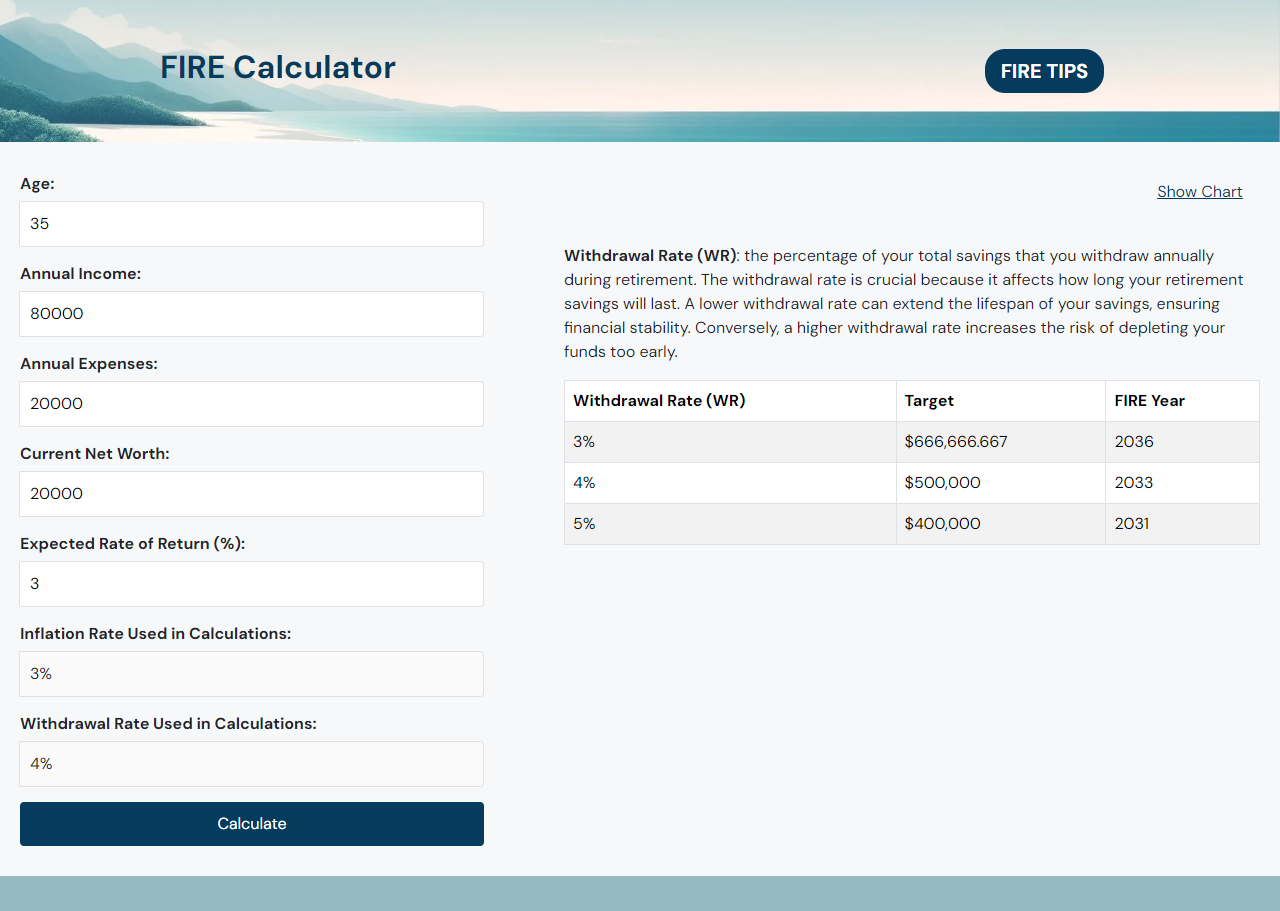 FIRE Calculator
FIRE TIPS
Age:
35
Annual Income:
80000
Annual Expenses:
20000
Current Net Worth:
20000
Expected Rate of Return (%):
3
Inflation Rate Used in Calculations:
3%
Withdrawal Rate Used in Calculations:
4%
Calculate
Show Chart
Withdrawal Rate (WR): the percentage of your total savings that you withdraw annually
during retirement. The withdrawal rate is crucial because it affects how long your retirement
savings will last. A lower withdrawal rate can extend the lifespan of your savings, ensuring
financial stability. Conversely, a higher withdrawal rate increases the risk of depleting your
funds too early.
Withdrawal Rate (WR) Target FIRE Year
3% $666,666.667 2036
4% $500,000 2033
5% $400,000 2031